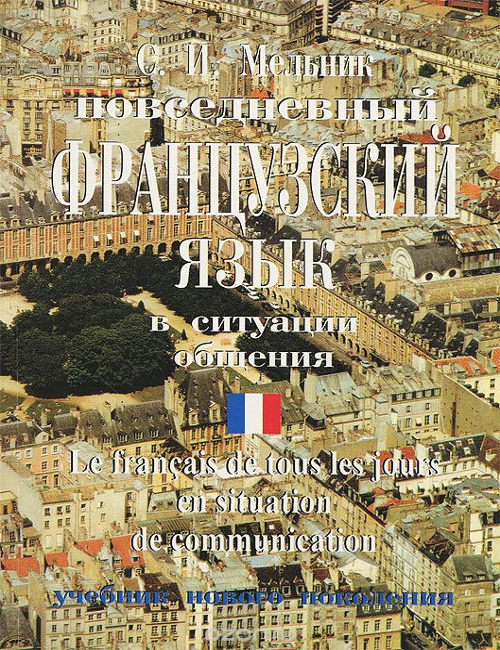 С. И. Мельник
повседневный
ФРАНЦУЗСКИЙ
ЯЗЫК
в ситуации
общения
Le français de tous les jours
en situation
de communication
учебник нового поколения